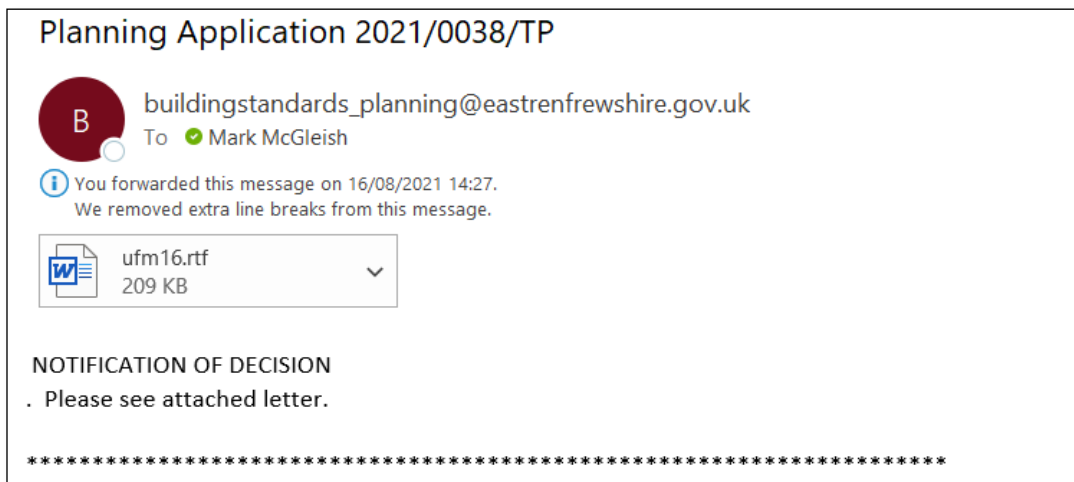 Planning Application 2021/0038/TP
B
buildingstandards_planning@eastrenfrewshire.gov.uk
To Mark McGleish
i You forwarded this message on 16/08/2021 14:27.
We removed extra line breaks from this message.
W
ufm16.rtf
209 KB
NOTIFICATION OF DECISION
. Please see attached letter.
**********************************************************************